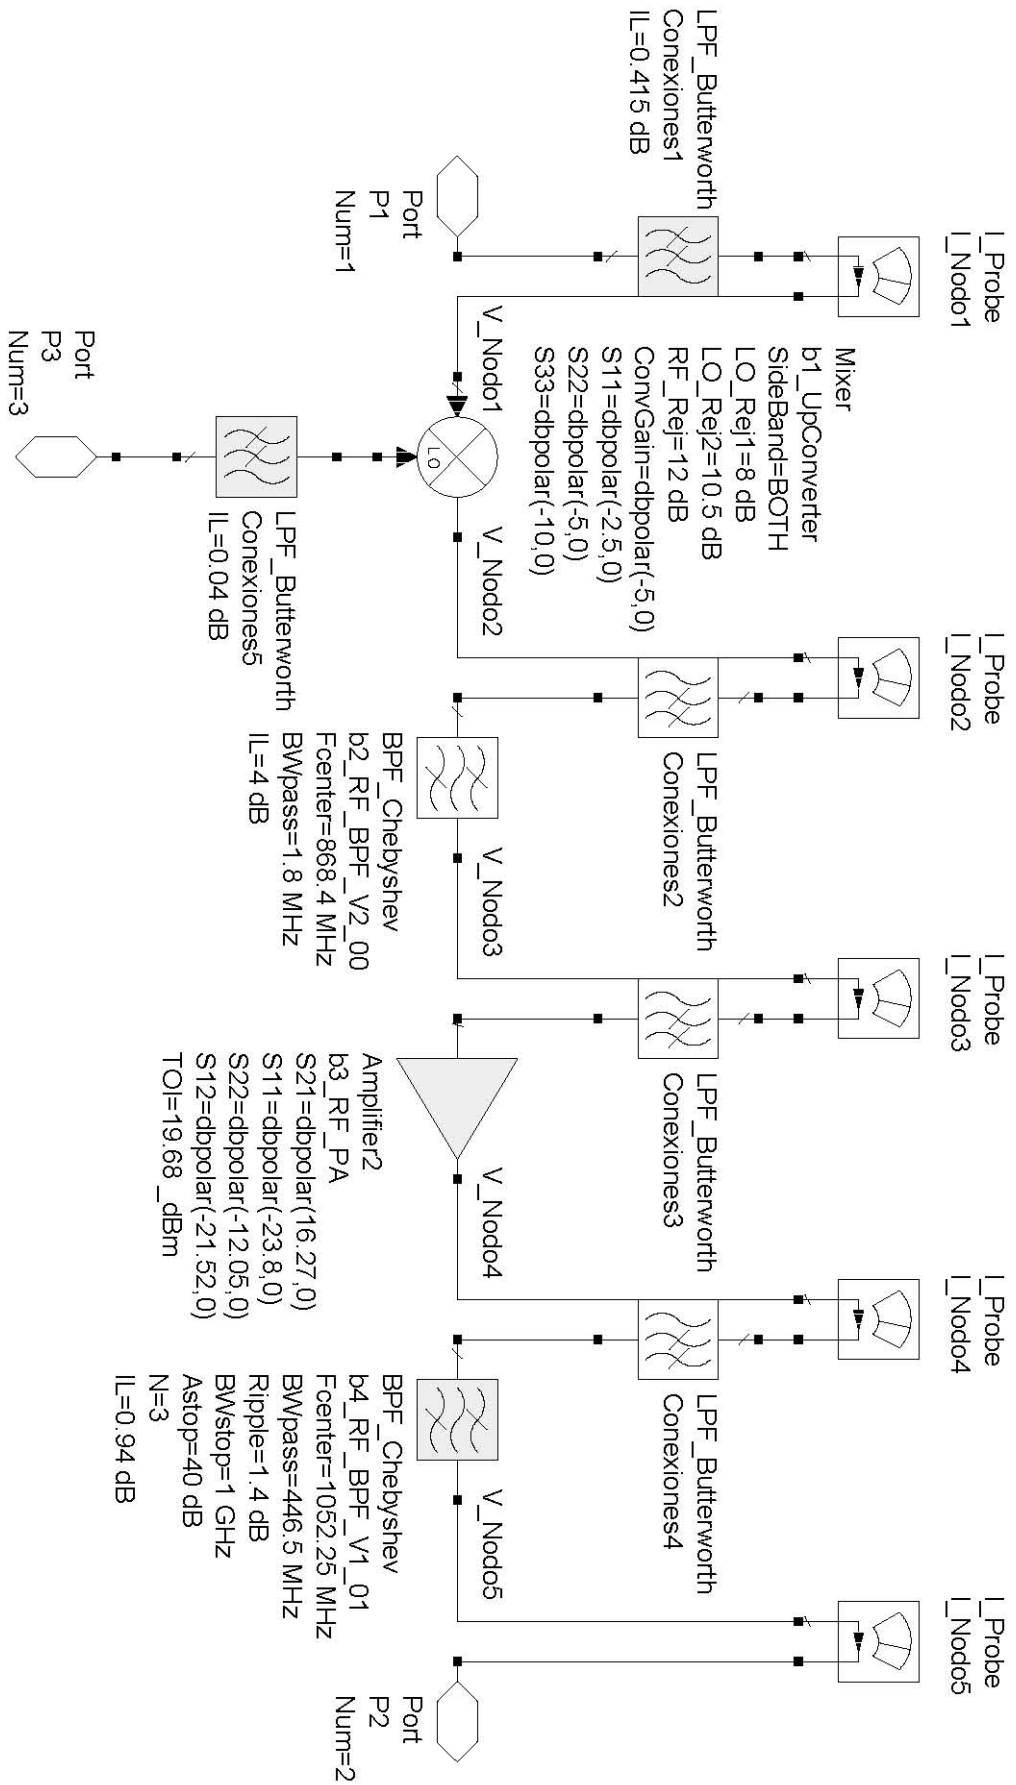 I_Probe
I_Nodo1
I_Probe
I_Nodo2
I_Probe
I_Nodo3
I_Probe
I_Nodo4
I_Probe
I_Nodo5
LPF_Butterworth
Conexiones1
IL=0.415 dB
Mixer
b1_UpConverter
SideBand=BOTH
LO_Rej1=8 dB
LO_Rej2=10.5 dB
RF_Rej=12 dB
ConvGain=dbpolar(-5,0)
S11=dbpolar(-2.5,0)
S22=dbpolar(-5,0)
S33=dbpolar(-10,0)
LPF_Butterworth
Conexiones2
LPF_Butterworth
Conexiones3
LPF_Butterworth
Conexiones4
V_Nodo1
V_Nodo2
V_Nodo3
V_Nodo4
V_Nodo5
LO
Port
P1
Num=1
BPF_Chebyshev
b2_RF_BPF_V2_00
Fcenter=868.4 MHz
BWpass=1.8 MHz
IL=4 dB
Amplifier2
b3_RF_PA
S21=dbpolar(16.27,0)
S11=dbpolar(-23.8,0)
S22=dbpolar(-12.05,0)
S12=dbpolar(-21.52,0)
TOI=19.68 _dBm
BPF_Chebyshev
b4_RF_BPF_V1_01
Fcenter=1052.25 MHz
BWpass=446.5 MHz
Ripple=1.4 dB
BWstop=1 GHz
Astop=40 dB
N=3
IL=0.94 dB
Port
P2
Num=2
LPF_Butterworth
Conexiones5
IL=0.04 dB
Port
P3
Num=3